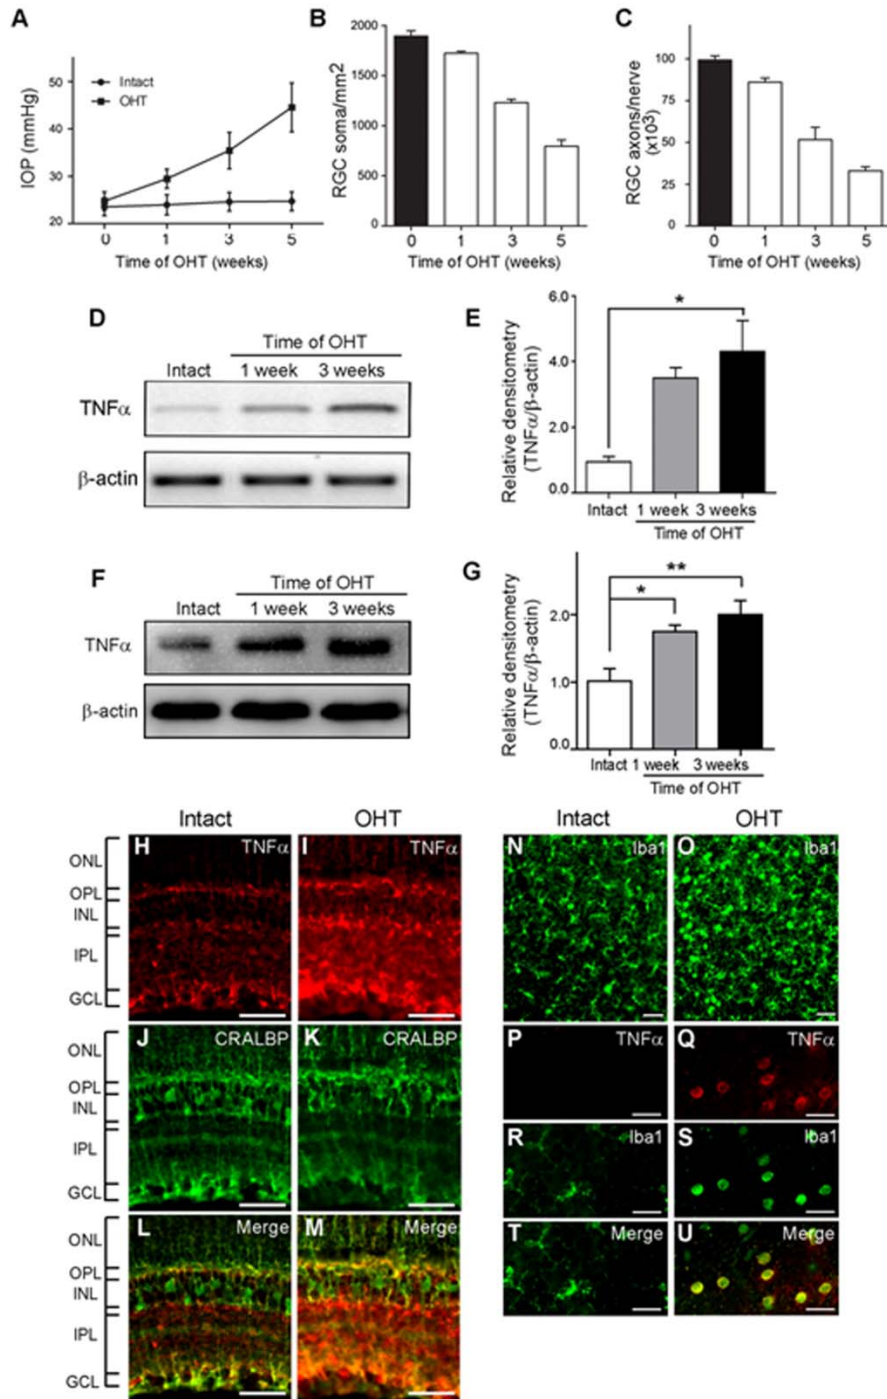 A
IOP (mmHg)
50
40
30
20
Intact
OHT
0 1 3 5
Time of OHT (weeks)
B
RGC soma/mm2
2000
1500
1000
500
0
0 1 3 5
Time of OHT (weeks)
C
RGC axons/nerve
(x103)
100
75
50
25
0
0 1 3 5
Time of OHT (weeks)
D
Time of OHT
Intact 1 week 3 weeks
TNFα
β-actin
E
Relative densitometry
(TNFα/β-actin)
6.0
4.0
2.0
0.0
*
Intact 1 week 3 weeks
Time of OHT
F
Time of OHT
Intact 1 week 3 weeks
TNFα
β-actin
G
Relative densitometry
(TNFα/β-actin)
2.0
1.0
0.0
**
*
Intact 1 week 3 weeks
Time of OHT
Intact OHT
H TNFα I TNFα
ONL
OPL
INL
IPL
GCL
J CRALBP K CRALBP
ONL
OPL
INL
IPL
GCL
L Merge M Merge
ONL
OPL
INL
IPL
GCL
Intact OHT
N Iba1 O Iba1
P TNFα Q TNFα
R Iba1 S Iba1
T Merge U Merge